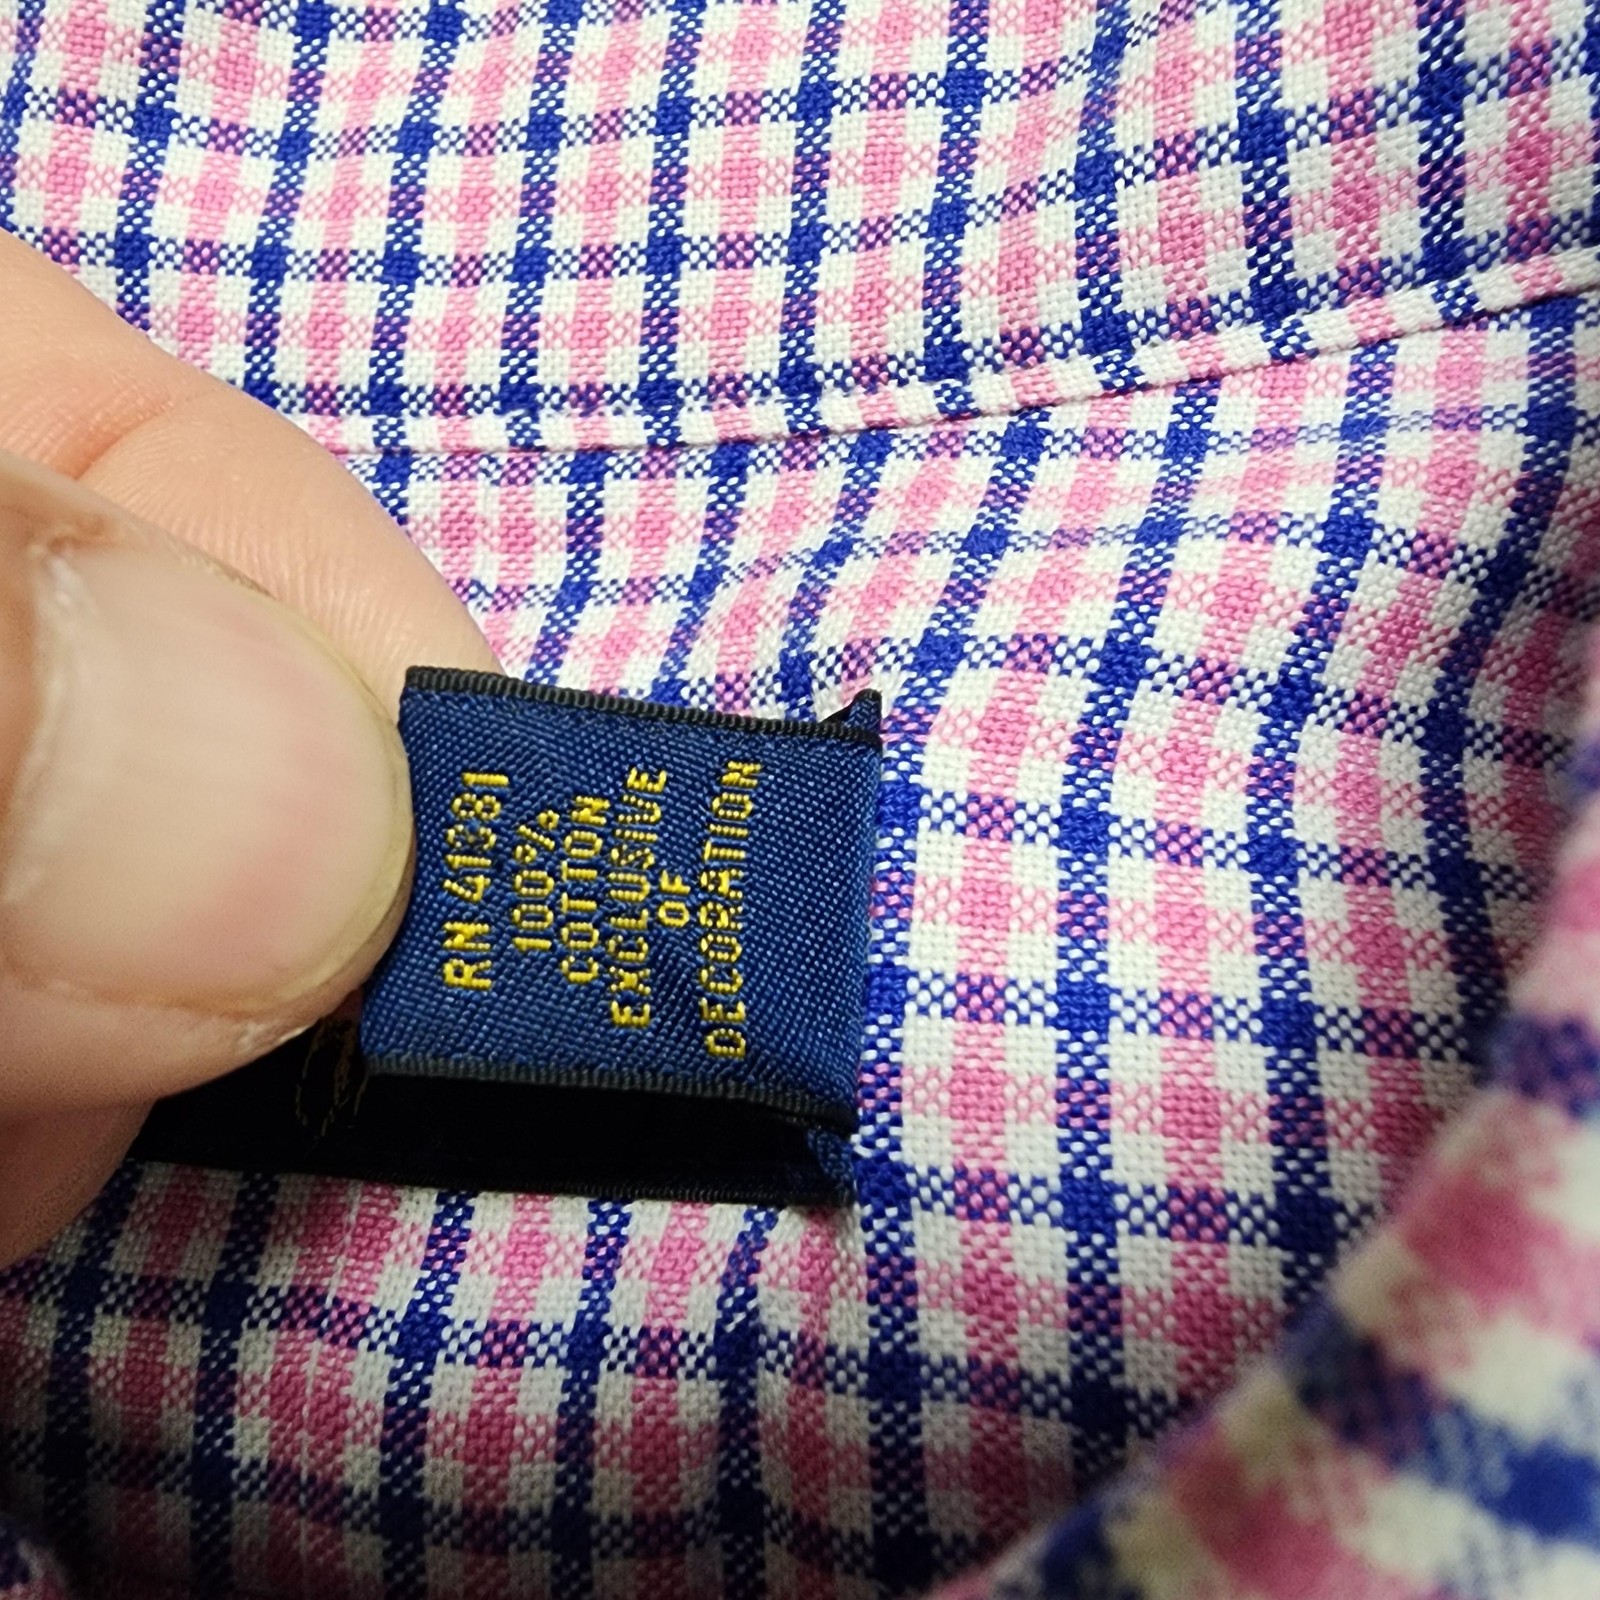 RN 41381
100%
COTTON
EXCLUSIVE
OF
DECORATION